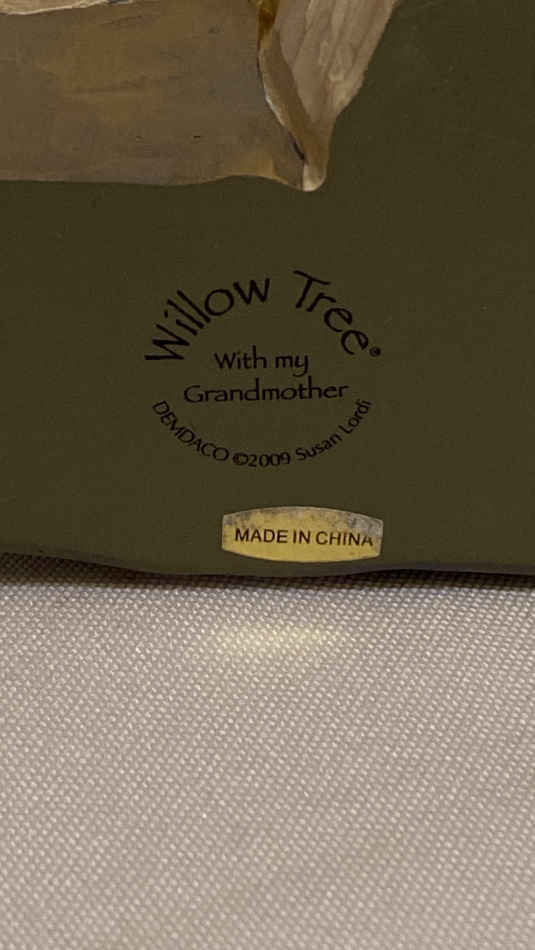 Willow Tree®
With my
Grandmother
DEMDACO ©2009 Susan Lordi
MADE IN CHINA